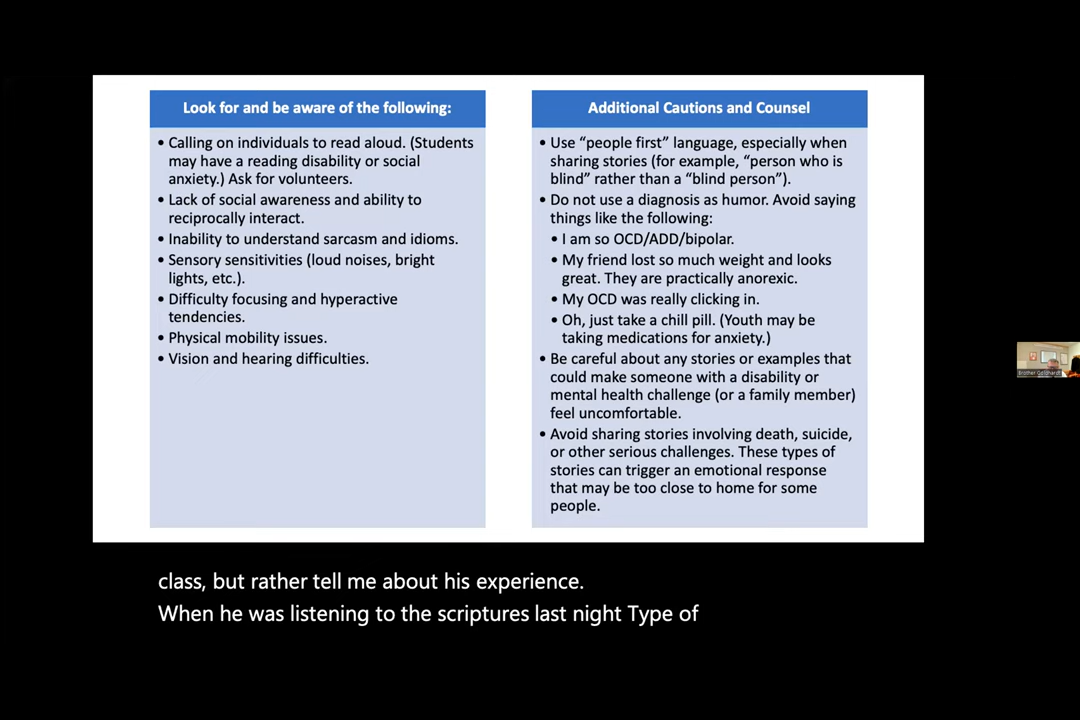 Look for and be aware of the following:
• Calling on individuals to read aloud. (Students
may have a reading disability or social
anxiety.) Ask for volunteers.
• Lack of social awareness and ability to
reciprocally interact.
• Inability to understand sarcasm and idioms.
• Sensory sensitivities (loud noises, bright
lights, etc.).
• Difficulty focusing and hyperactive
tendencies.
• Physical mobility issues.
• Vision and hearing difficulties.
Additional Cautions and Counsel
• Use “people first” language, especially when
sharing stories (for example, “person who is
blind” rather than a “blind person”).
• Do not use a diagnosis as humor. Avoid saying
things like the following:
• I am so OCD/ADD/bipolar.
• My friend lost so much weight and looks
great. They are practically anorexic.
• My OCD was really clicking in.
• Oh, just take a chill pill. (Youth may be
taking medications for anxiety.)
• Be careful about any stories or examples that
could make someone with a disability or
mental health challenge (or a family member)
feel uncomfortable.
• Avoid sharing stories involving death, suicide,
or other serious challenges. These types of
stories can trigger an emotional response
that may be too close to home for some
people.
Brother
class, but rather tell me about his experience.
When he was listening to the scriptures last night Type of